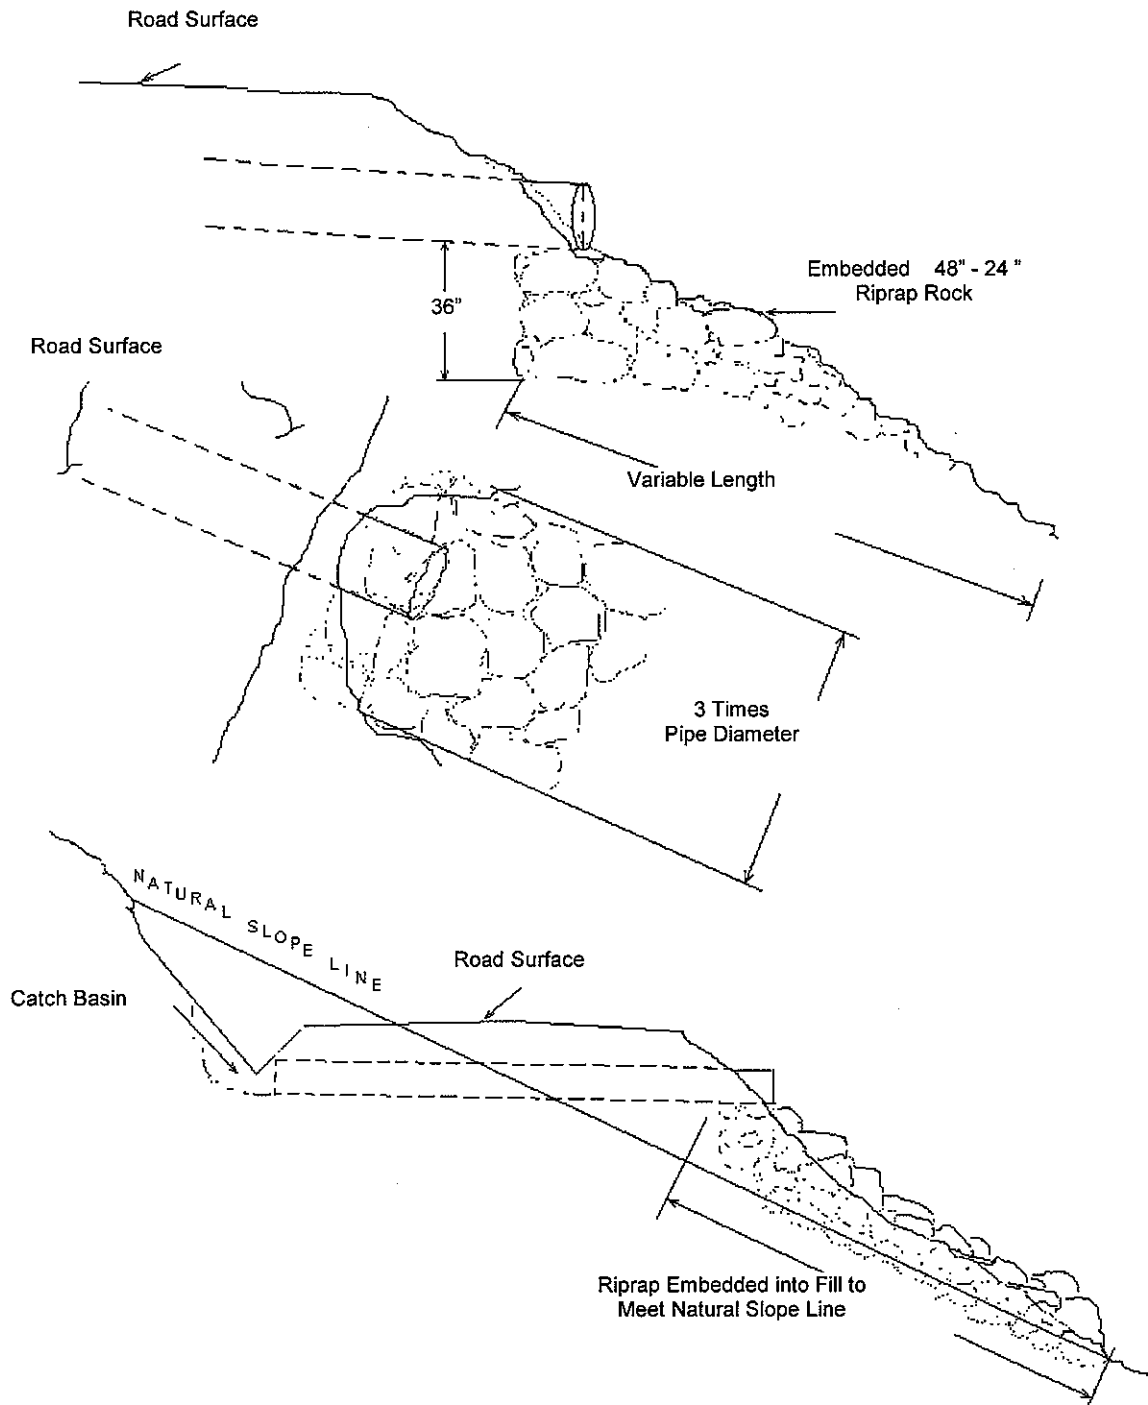 Road Surface
Embedded 48" - 24 "
Riprap Rock
36"
Road Surface
Variable Length
3 Times
Pipe Diameter
NATURAL SLOPE LINE
Road Surface
Catch Basin
Riprap Embedded into Fill to
Meet Natural Slope Line